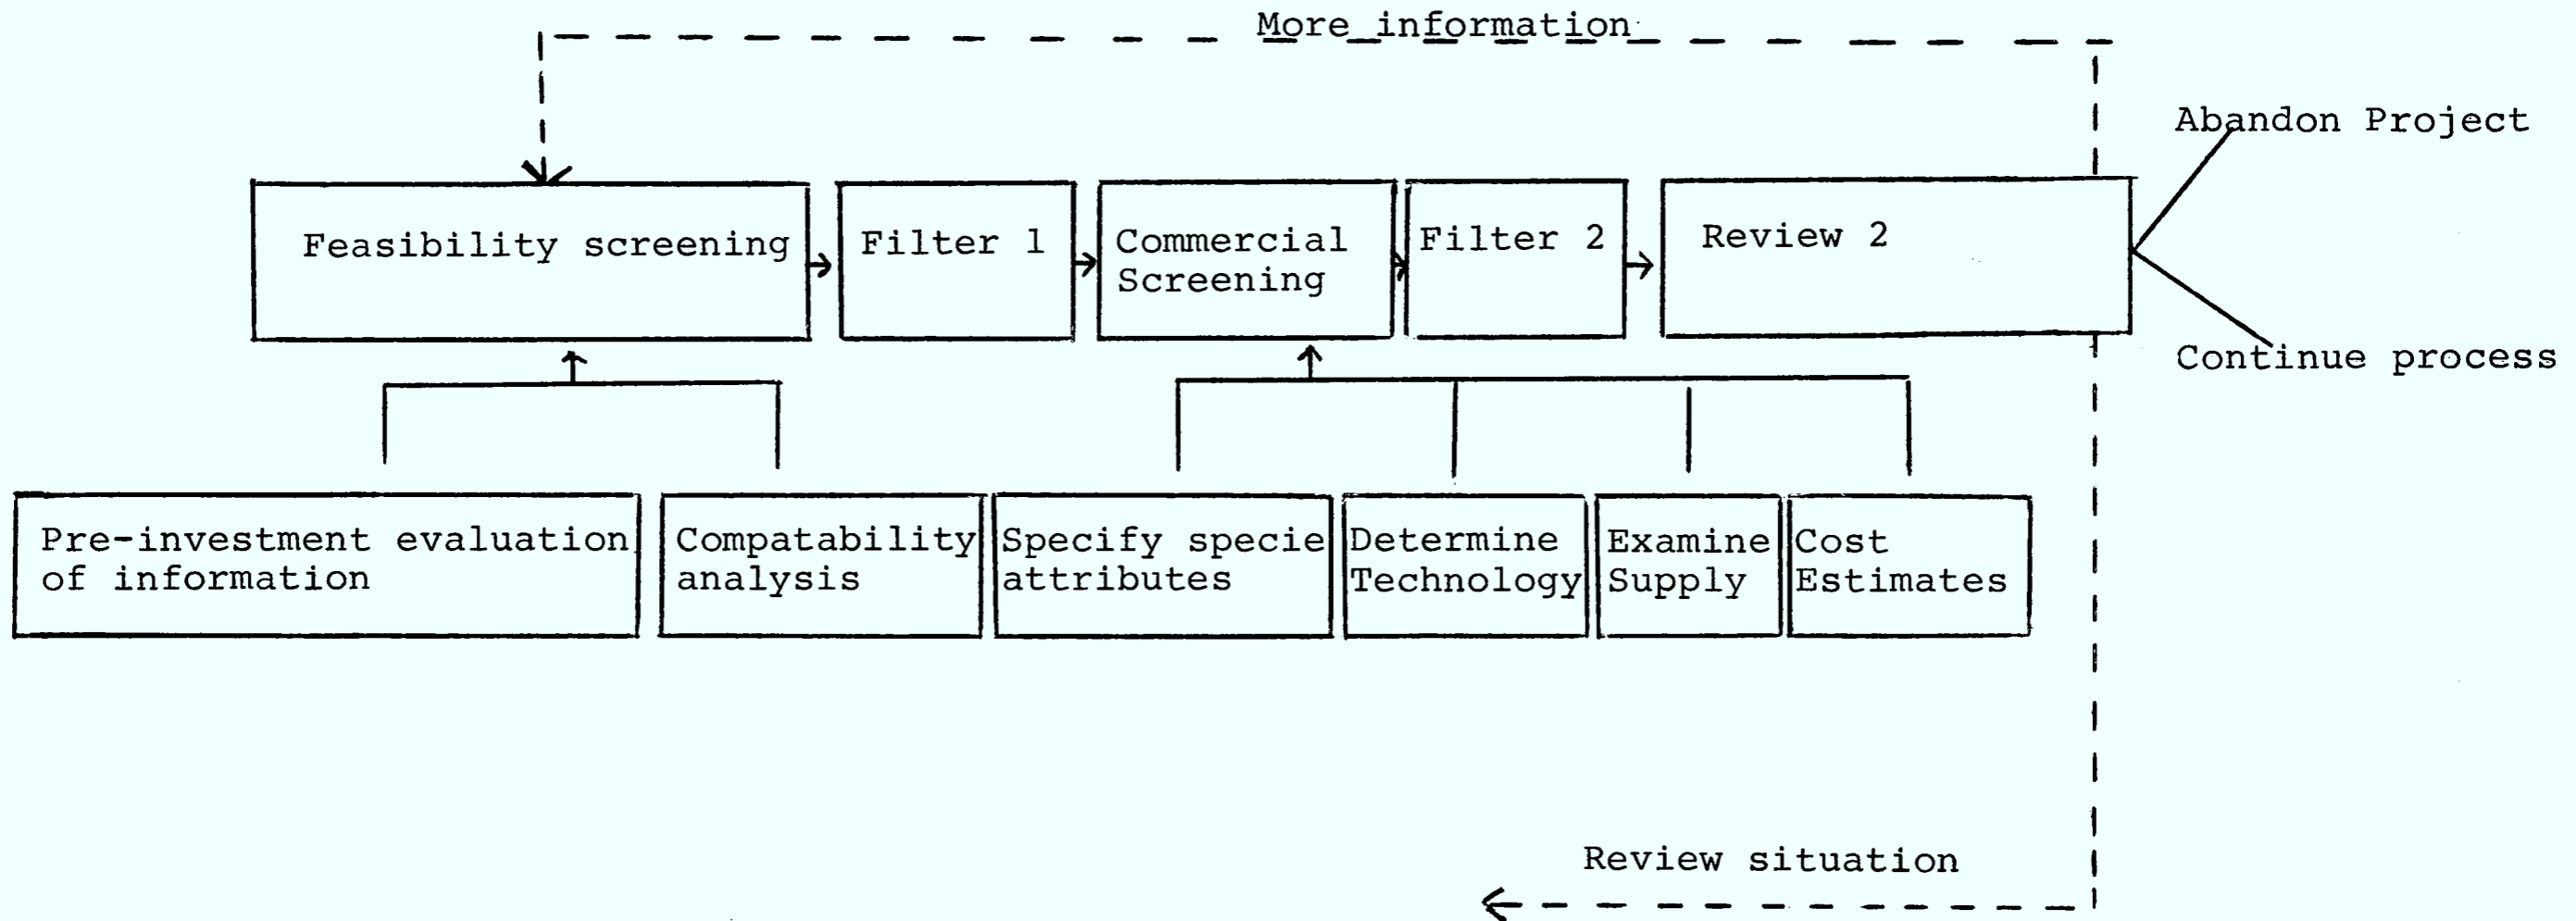 More information
Abandon Project
Feasibility screening
Filter 1
Commercial
Screening
Filter 2
Review 2
Continue process
Pre-investment evaluation
of information
Compatability
analysis
Specify specie
attributes
Determine
Technology
Examine
Supply
Cost
Estimates
Review situation